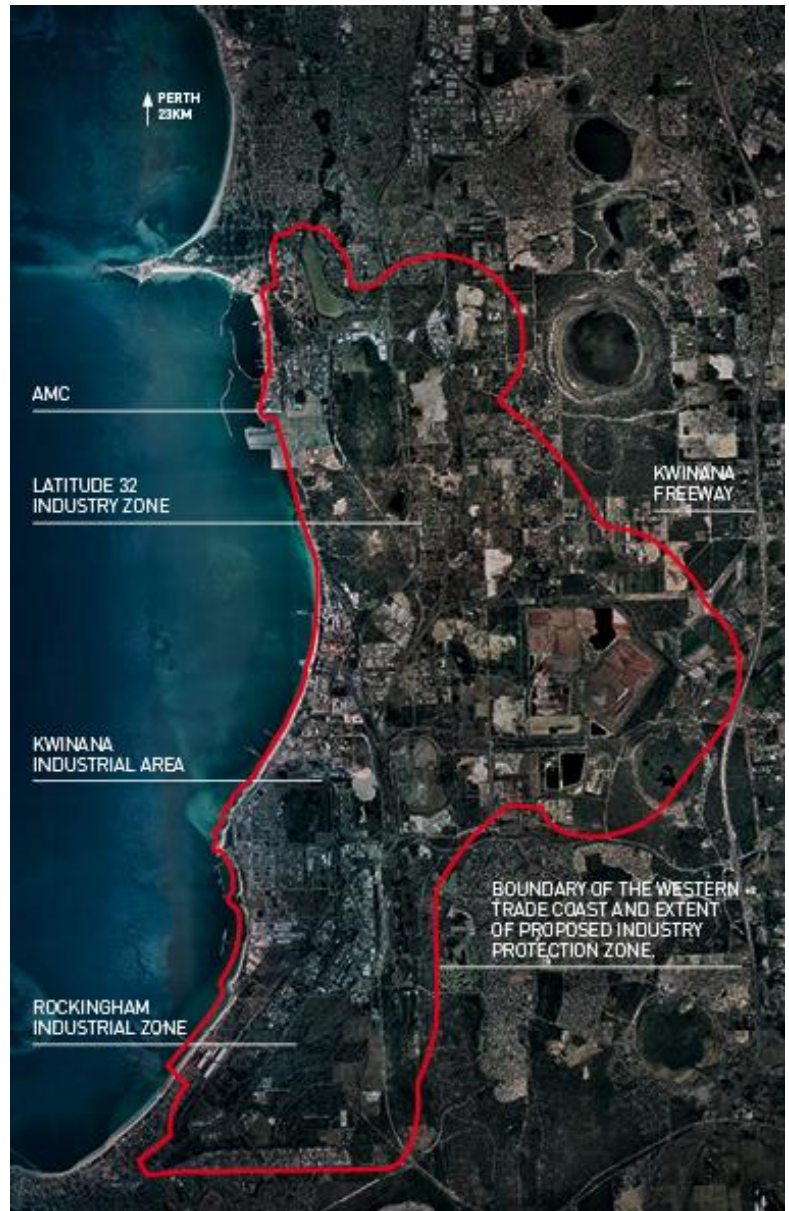 PERTH
23KM
AMC
LATITUDE 32
INDUSTRY ZONE
KWINANA
FREEWAY
KWINANA
INDUSTRIAL AREA
BOUNDARY OF THE WESTERN
TRADE COAST AND EXTENT
OF PROPOSED INDUSTRY
PROTECTION ZONE.
ROCKINGHAM
INDUSTRIAL ZONE